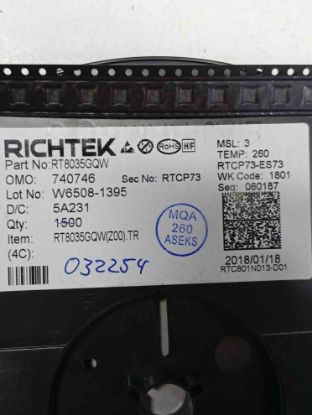 RICHTEK
RoHS
H/F
MSL: 3
TEMP: 260
Part No: RT8035GQW
RTCP73-ES73
OMO: 740746
Sec No: RTCP73
WK Code: 1801
Lot No: W6508-1395
Seq: 060187
D/C: 5A231
Qty: 1500
Item: RT8035GQW(Z00).TR
(4C):
MQA
260
ASEKS
032254
2018/01/18
RTC801N013-D01